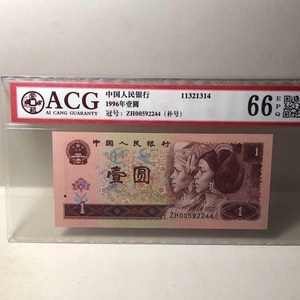 ACG
AI CANG GUARANTY
中国人民银行 11321314
1996年壹圆
冠号：ZH00592244（补号）
66 EPQ
中国人民银行
1
壹圆
1
ZH00592244